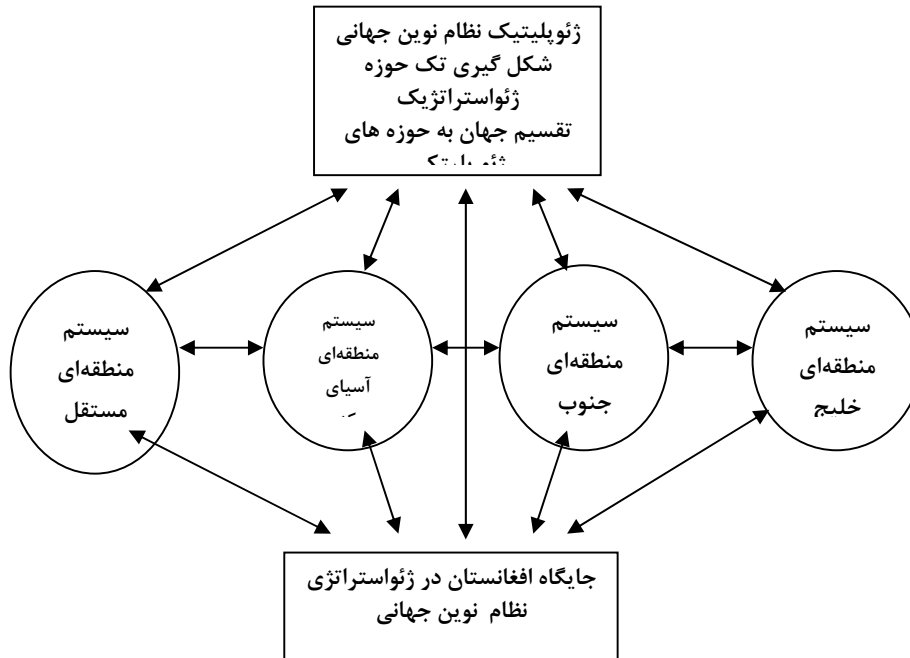 ژئوپلیتیک نظام نوین جهانی
شکل گیری تک حوزه
ژئواستراتژیک
تقسیم جهان به حوزه های
سیستم
منطقه‌ای
خلیج
سیستم
منطقه‌ای
جنوب
سیستم
منطقه‌ای
آسیای
سیستم
منطقه‌ای
مستقل
جایگاه افغانستان در ژئواستراتژی
نظام نوین جهانی